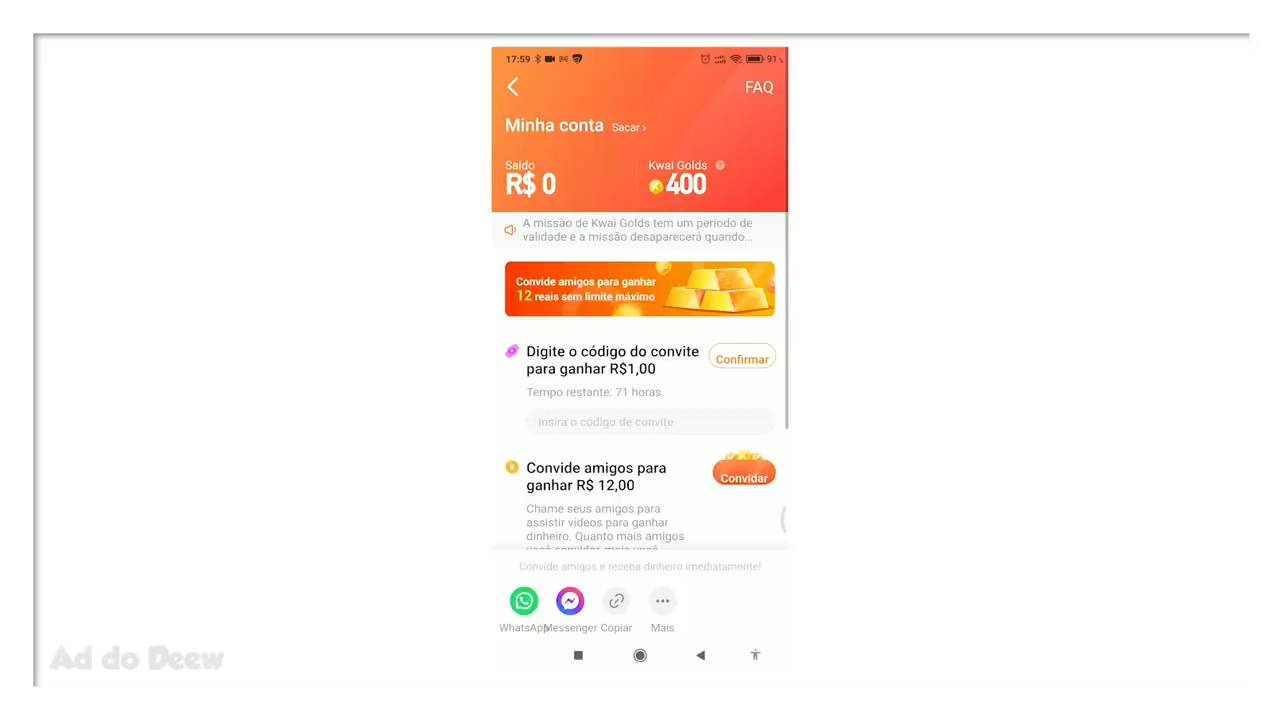 17:59
91
FAQ
Minha conta Sacar
Saldo
R$ 0
Kwai Golds
400
A missão de Kwai Golds tem um período de
validade e a missão desaparecerá quando...
Convide amigos para ganhar
12 reais sem limite máximo
Digite o código do convite
para ganhar R$1,00
Confirmar
Tempo restante: 71 horas.
Insira o código de convite
Convide amigos para
ganhar R$ 12,00
Convidar
Chame seus amigos para
assistir vídeos para ganhar
dinheiro. Quanto mais amigos
você convidar, mais você
Convide amigos e receba dinheiro imediatamente!
WhatsApp
Messenger
Copiar
Mais
Ad do Deew